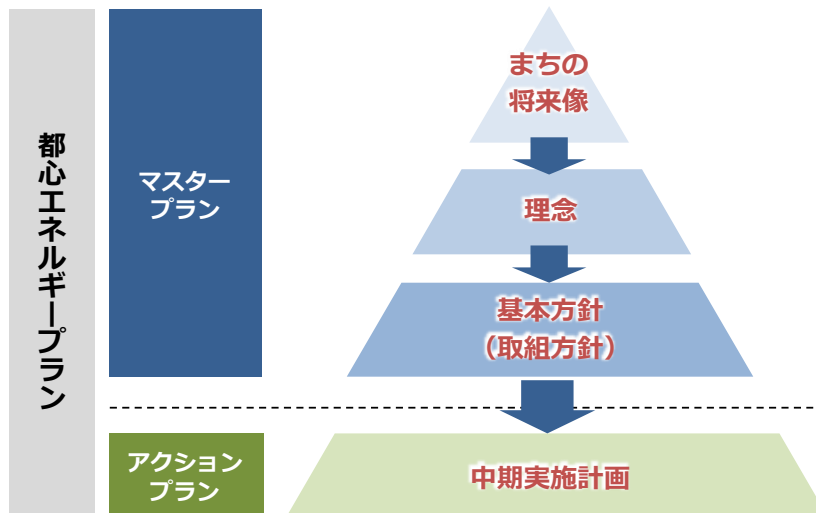 都心エネルギープラン
マスター
プラン
まちの
将来像
理念
基本方針
（取組方針）
アクション
プラン
中期実施計画